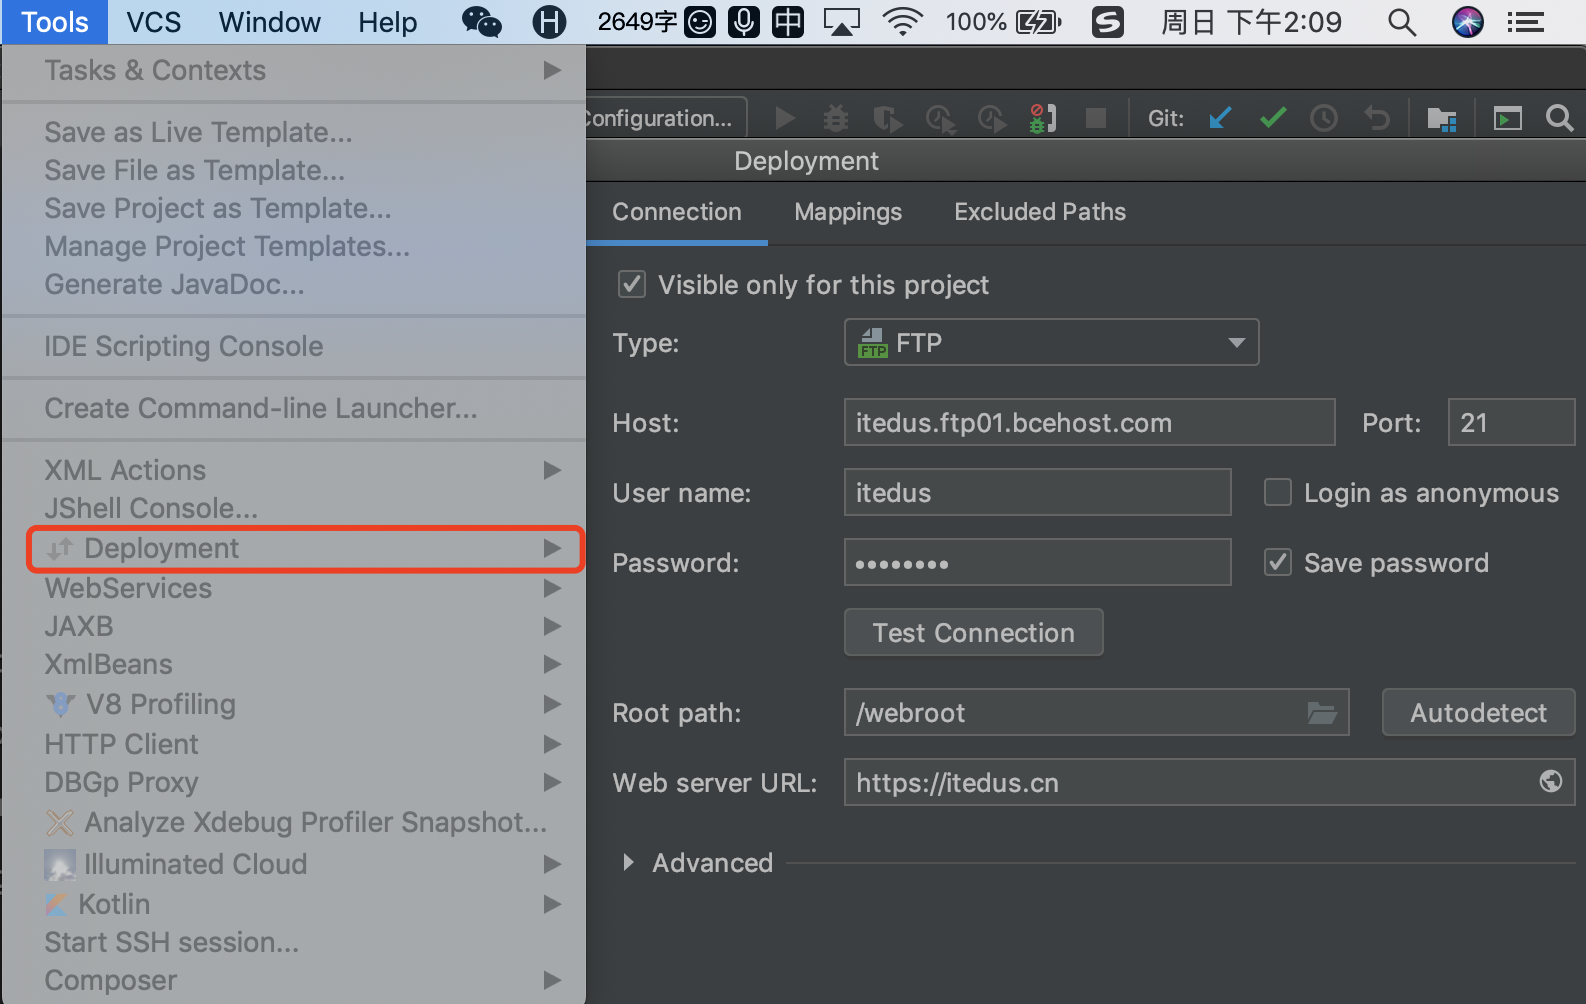 Tools VCS Window Help H 2649字 中 100% S 周日 下午2:09
Tasks & Contexts
Save as Live Template...
Save File as Template...
Save Project as Template...
Manage Project Templates...
Generate JavaDoc...
IDE Scripting Console
Create Command-line Launcher...
XML Actions
JShell Console...
Deployment
WebServices
JAXB
XmlBeans
V8 Profiling
HTTP Client
DBGp Proxy
Analyze Xdebug Profiler Snapshot...
Illuminated Cloud
Kotlin
Start SSH session...
Composer
onfiguration... Git:
Deployment
Connection Mappings Excluded Paths
Visible only for this project
Type: FTP FTP
Host: itedus.ftp01.bcehost.com Port: 21
User name: itedus Login as anonymous
Password: •••••••• Save password
Test Connection
Root path: /webroot Autodetect
Web server URL: https://itedus.cn
Advanced